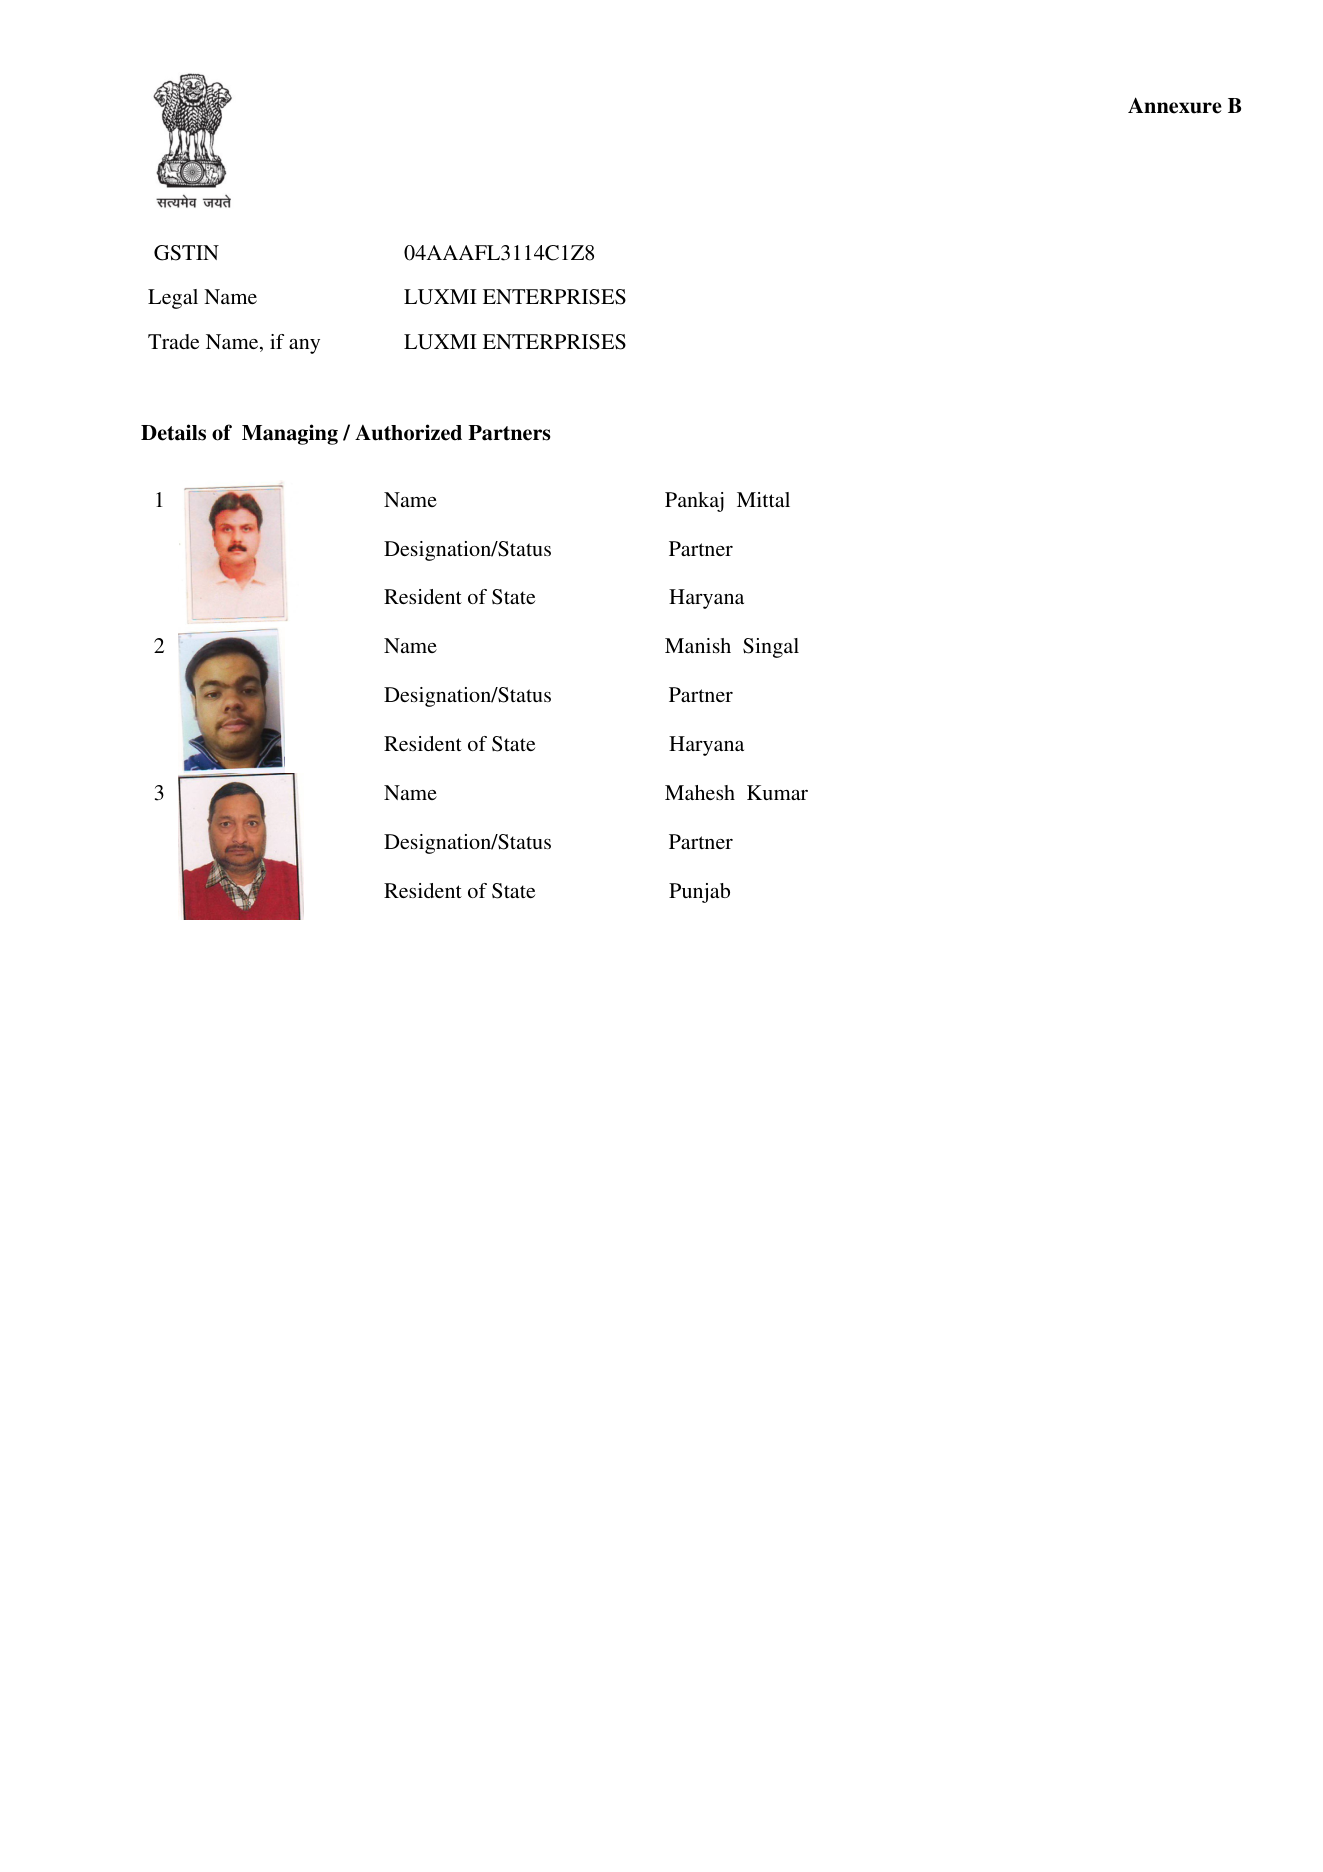 Annexure B
सत्यमेव जयते
GSTIN 04AAAFL3114C1Z8
Legal Name LUXMI ENTERPRISES
Trade Name, if any LUXMI ENTERPRISES
Details of Managing / Authorized Partners
1 Name Pankaj Mittal
Designation/Status Partner
Resident of State Haryana
2 Name Manish Singal
Designation/Status Partner
Resident of State Haryana
3 Name Mahesh Kumar
Designation/Status Partner
Resident of State Punjab